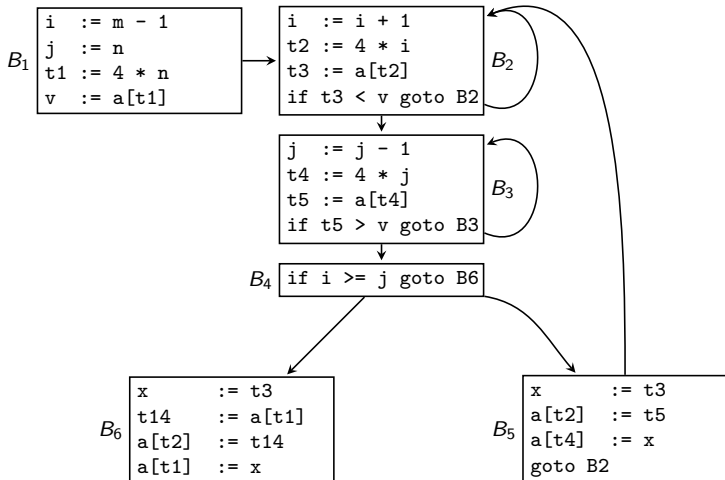 B1
i := m - 1
j := n
t1 := 4 * n
v := a[t1]
i := i + 1
t2 := 4 * i
t3 := a[t2]
if t3 < v goto B2
B2
j := j - 1
t4 := 4 * j
t5 := a[t4]
if t5 > v goto B3
B3
B4
if i >= j goto B6
B6
x := t3
t14 := a[t1]
a[t2] := t14
a[t1] := x
B5
x := t3
a[t2] := t5
a[t4] := x
goto B2